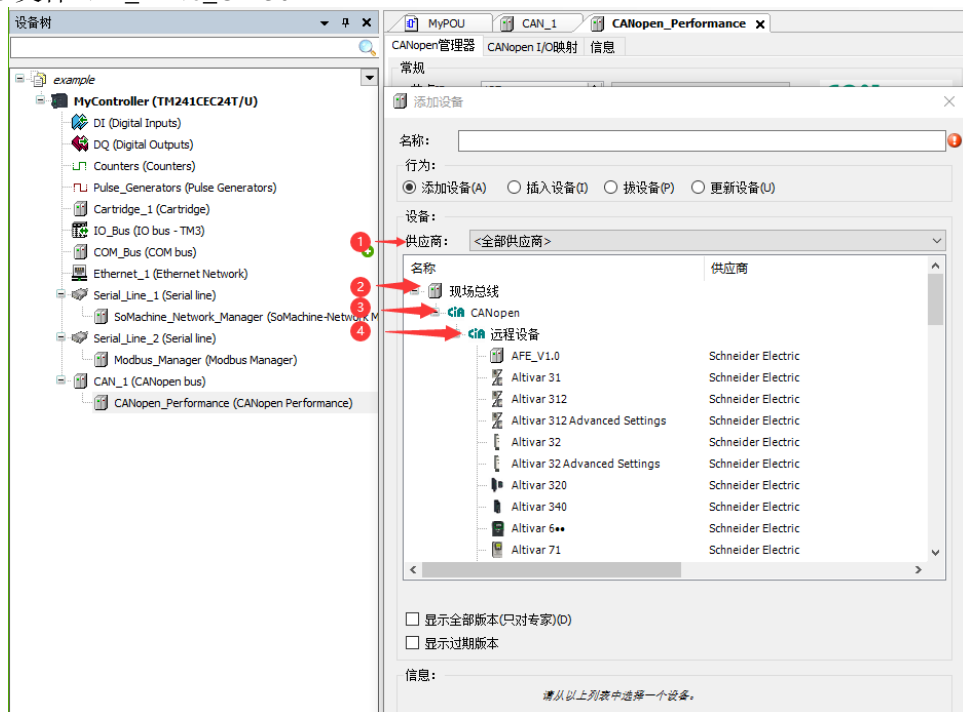 设备树
MyPOU
CAN_1
CANopen_Performance
CANopen管理器
CANopen I/O映射
信息
常规
example
MyController (TM241CEC24T/U)
DI (Digital Inputs)
DQ (Digital Outputs)
Counters (Counters)
Pulse_Generators (Pulse Generators)
Cartridge_1 (Cartridge)
IO_Bus (IO bus - TM3)
COM_Bus (COM bus)
Ethernet_1 (Ethernet Network)
Serial_Line_1 (Serial line)
SoMachine_Network_Manager (SoMachine-Network M
Serial_Line_2 (Serial line)
Modbus_Manager (Modbus Manager)
CAN_1 (CANopen bus)
CANopen_Performance (CANopen Performance)
添加设备
名称:
行为:
添加设备(A) 插入设备(I) 拔设备(P) 更新设备(U)
设备:
1 供应商: <全部供应商>
名称 供应商
2 现场总线
3 CiA CANopen
4 CiA 远程设备
AFE_V1.0 Schneider Electric
Altivar 31 Schneider Electric
Altivar 312 Schneider Electric
Altivar 312 Advanced Settings Schneider Electric
Altivar 32 Schneider Electric
Altivar 32 Advanced Settings Schneider Electric
Altivar 320 Schneider Electric
Altivar 340 Schneider Electric
Altivar 6•• Schneider Electric
Altivar 71 Schneider Electric
显示全部版本(只对专家)(D)
显示过期版本
信息:
请从以上列表中选择一个设备。